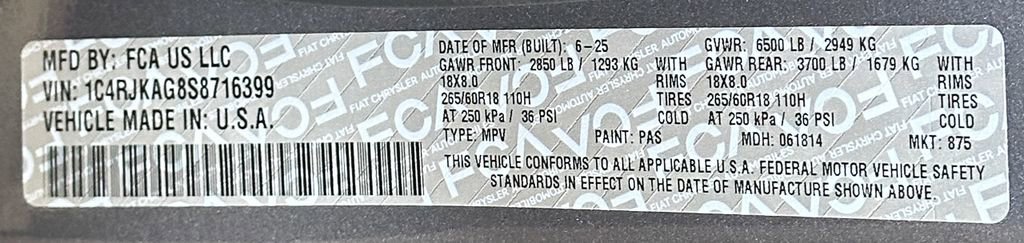 MFD BY: FCA US LLC
VIN: 1C4RJKAG8S8716399
VEHICLE MADE IN: U.S.A.
DATE OF MFR (BUILT): 6-25 GVWR: 6500 LB / 2949 KG
GAWR FRONT: 2850 LB / 1293 KG WITH GAWR REAR: 3700 LB / 1679 KG WITH
18X8.0 RIMS 18X8.0 RIMS
265/60R18 110H TIRES 265/60R18 110H TIRES
AT 250 kPa / 36 PSI COLD AT 250 kPa / 36 PSI COLD
TYPE: MPV PAINT: PAS MDH: 061814 MKT: 875
THIS VEHICLE CONFORMS TO ALL APPLICABLE U.S.A. FEDERAL MOTOR VEHICLE SAFETY
STANDARDS IN EFFECT ON THE DATE OF MANUFACTURE SHOWN ABOVE.